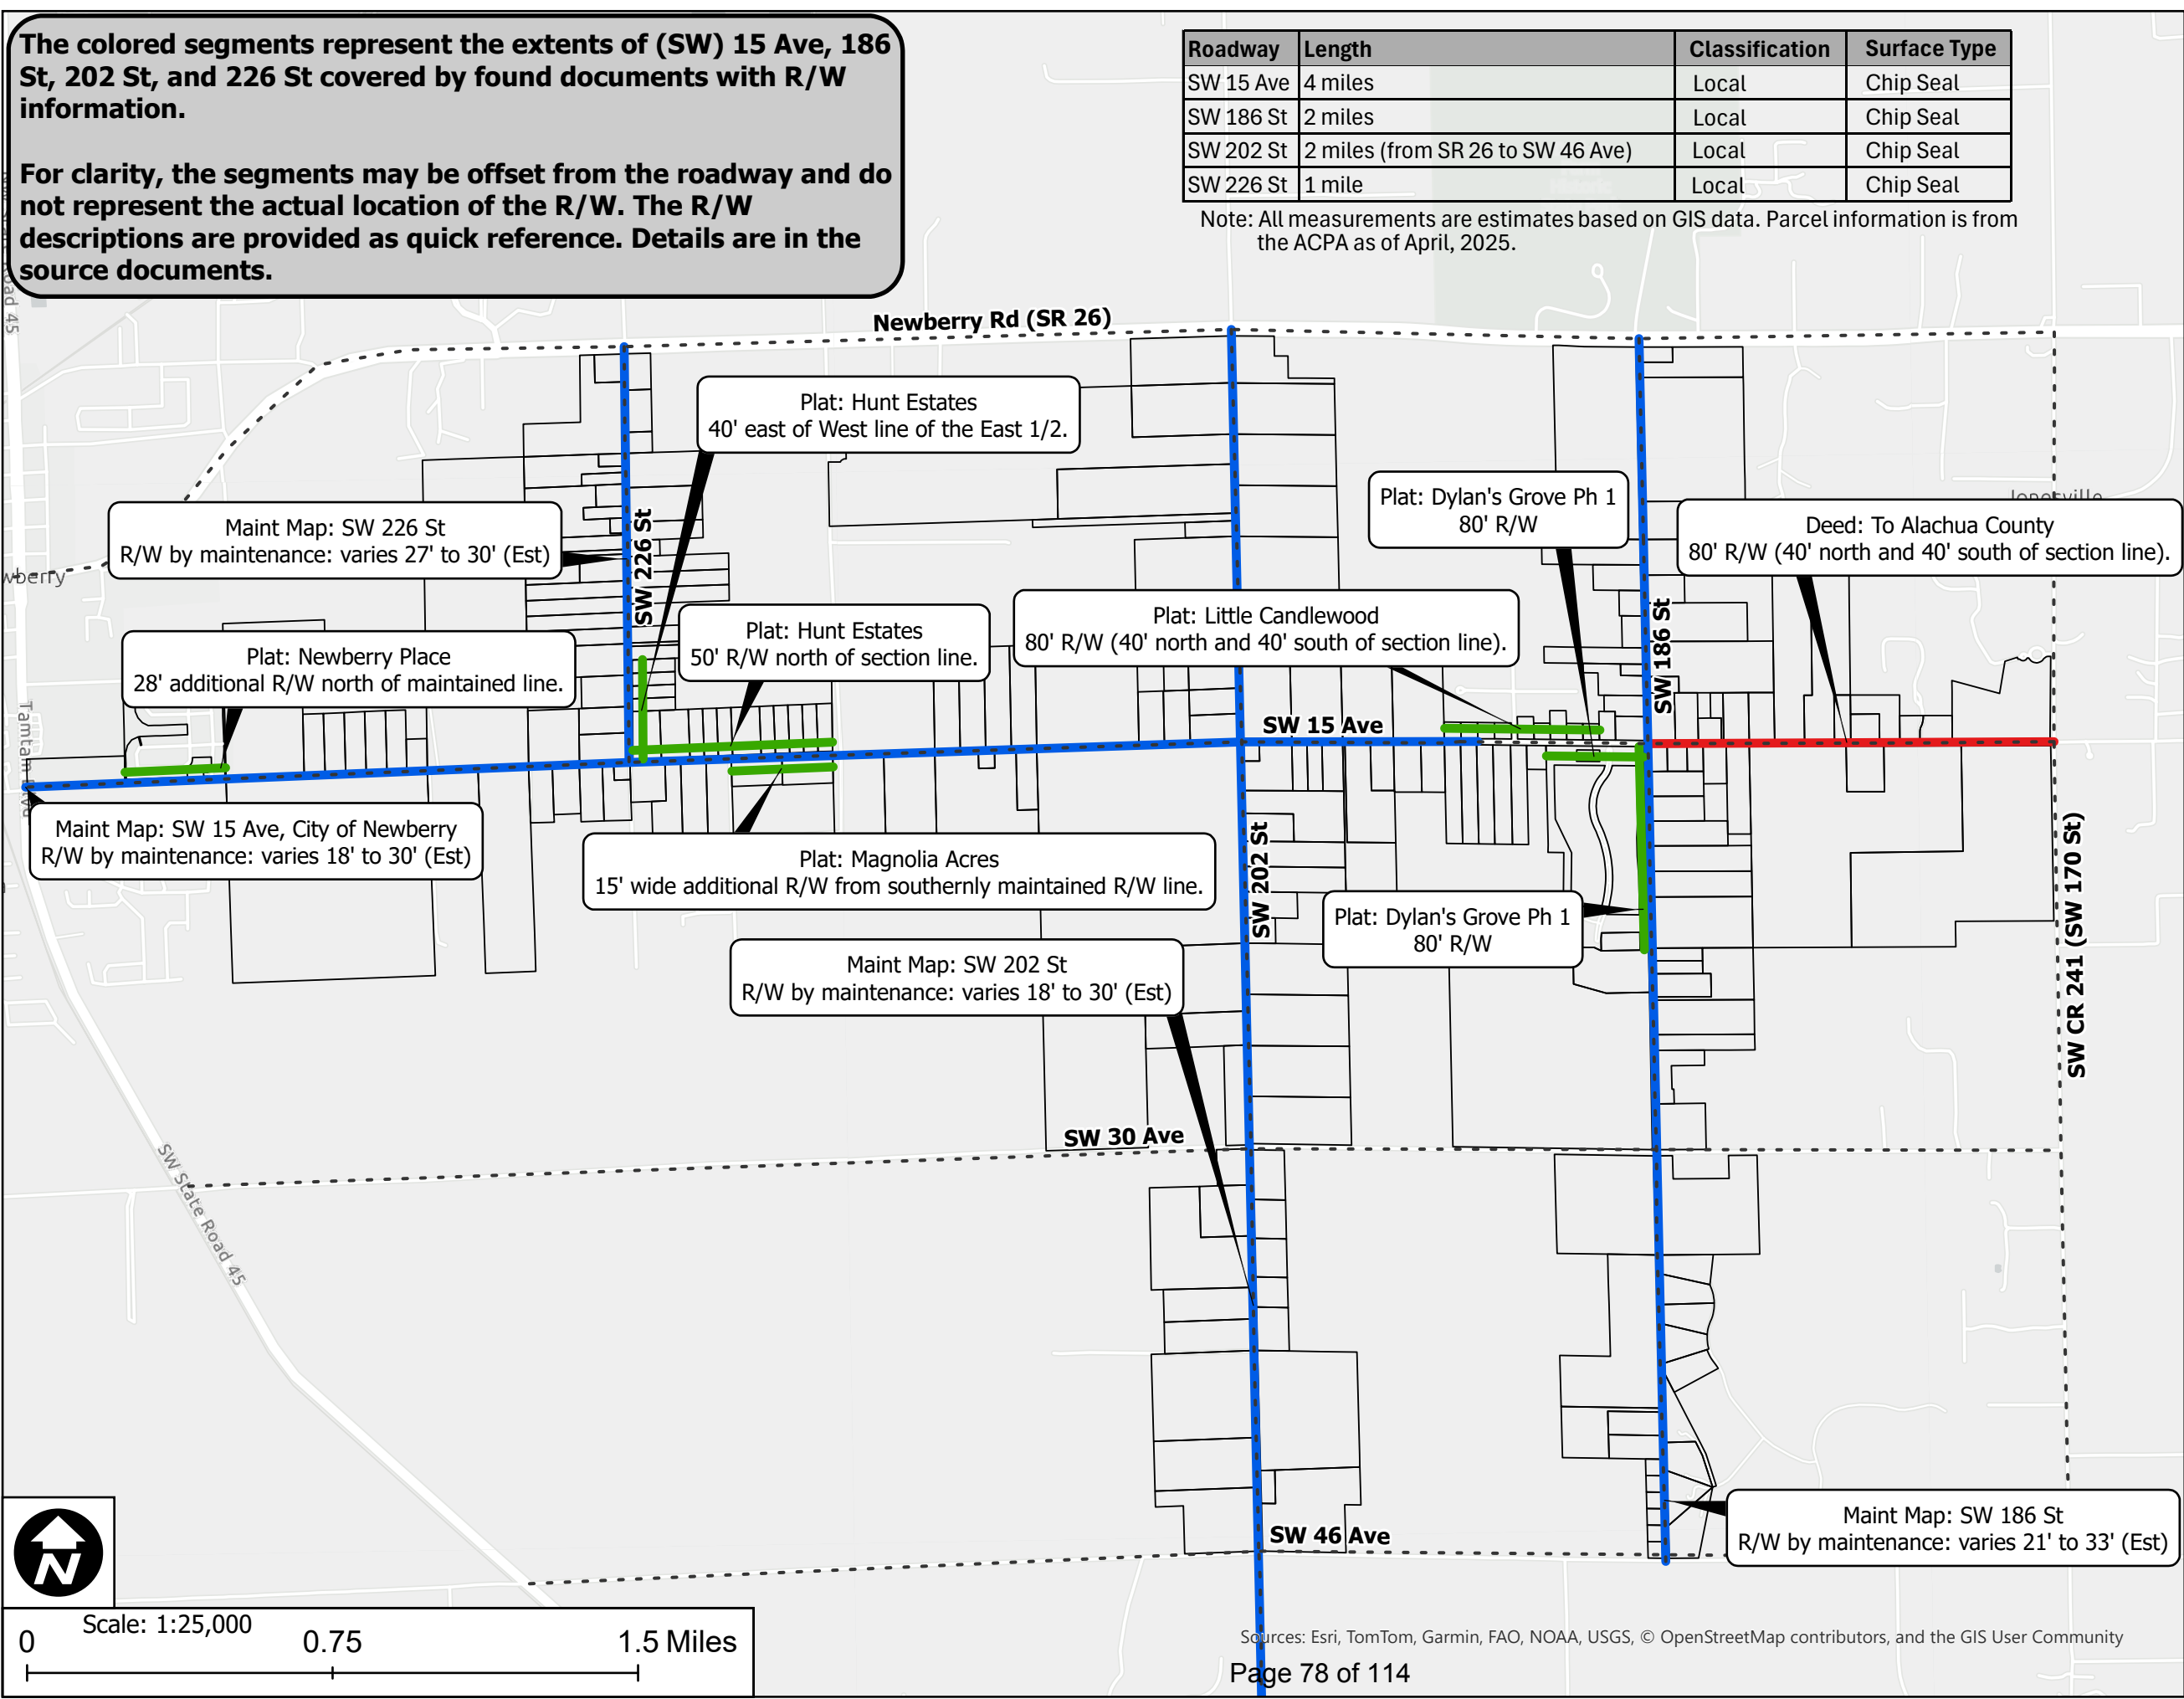 The colored segments represent the extents of (SW) 15 Ave, 186
St, 202 St, and 226 St covered by found documents with R/W
information.
For clarity, the segments may be offset from the roadway and do
not represent the actual location of the R/W. The R/W
descriptions are provided as quick reference. Details are in the
source documents.
Roadway Length Classification Surface Type
SW 15 Ave 4 miles Local Chip Seal
SW 186 St 2 miles Local Chip Seal
SW 202 St 2 miles (from SR 26 to SW 46 Ave) Local Chip Seal
SW 226 St 1 mile Local Chip Seal
Note: All measurements are estimates based on GIS data. Parcel information is from
the ACPA as of April, 2025.
Newberry Rd (SR 26)
Plat: Hunt Estates
40' east of West line of the East 1/2.
Plat: Dylan's Grove Ph 1
80' R/W
Jonesville
Deed: To Alachua County
80' R/W (40' north and 40' south of section line).
Maint Map: SW 226 St
R/W by maintenance: varies 27' to 30' (Est)
wberry
SW 226 St
Plat: Hunt Estates
50' R/W north of section line.
Plat: Little Candlewood
80' R/W (40' north and 40' south of section line).
SW 186 St
Plat: Newberry Place
28' additional R/W north of maintained line.
SW 15 Ave
Maint Map: SW 15 Ave, City of Newberry
R/W by maintenance: varies 18' to 30' (Est)
Plat: Magnolia Acres
15' wide additional R/W from southernly maintained R/W line.
SW 202 St
Plat: Dylan's Grove Ph 1
80' R/W
SW CR 241 (SW 170 St)
Maint Map: SW 202 St
R/W by maintenance: varies 18' to 30' (Est)
SW 30 Ave
SW State Road 45
SW 46 Ave
Maint Map: SW 186 St
R/W by maintenance: varies 21' to 33' (Est)
N
Scale: 1:25,000
0 0.75 1.5 Miles
Sources: Esri, TomTom, Garmin, FAO, NOAA, USGS, © OpenStreetMap contributors, and the GIS User Community
Page 78 of 114